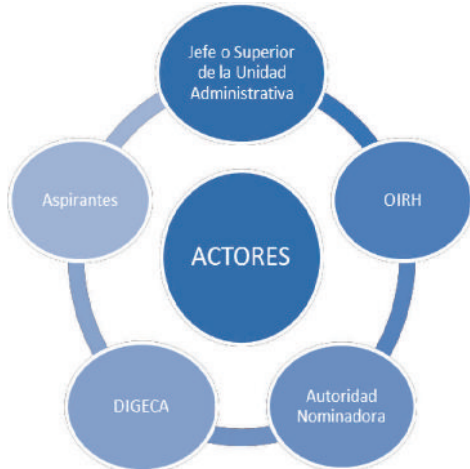 Jefe o Superior
de la Unidad
Administrativa
Aspirantes
OIRH
ACTORES
DIGECA
Autoridad
Nominadora